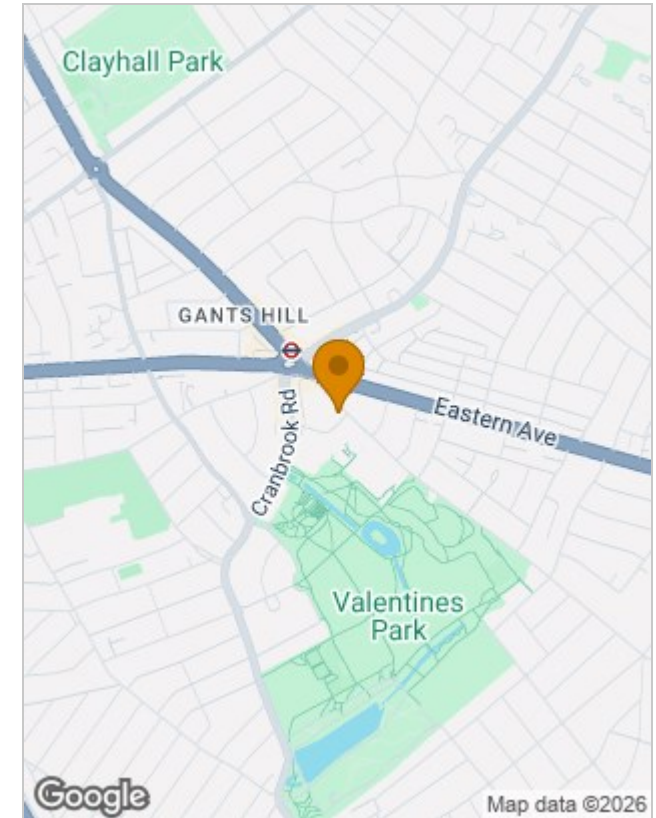 Clayhall Park
GANTS HILL
Eastern Ave
Cranbrook Rd
Valentines
Park
Google
Map data ©2026